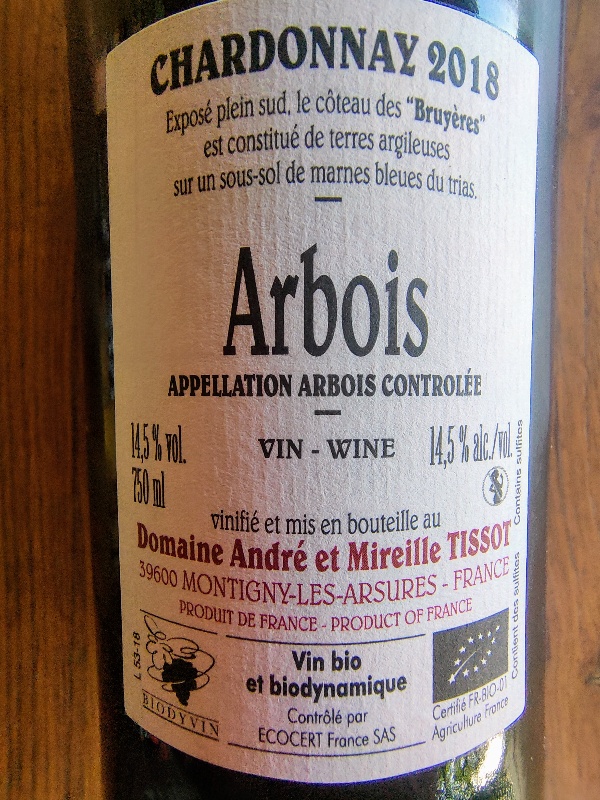 CHARDONNAY 2018
Exposé plein sud, le côteau des "Bruyères"
est constitué de terres argileuses
sur un sous-sol de marnes bleues du trias.
Arbois
APPELLATION ARBOIS CONTROLÉE
14,5 % vol.
750 ml
VIN - WINE
14,5 % alc./vol.
vinifié et mis en bouteille au
Domaine André et Mireille TISSOT
39600 MONTIGNY-LES-ARSURES - FRANCE
PRODUIT DE FRANCE - PRODUCT OF FRANCE
Contient des sulfites
Contains sulfites
L 53-18
BIODYVIN
Vin bio
et biodynamique
Contrôlé par
ECOCERT France SAS
Certifié FR-BIO-01
Agriculture France